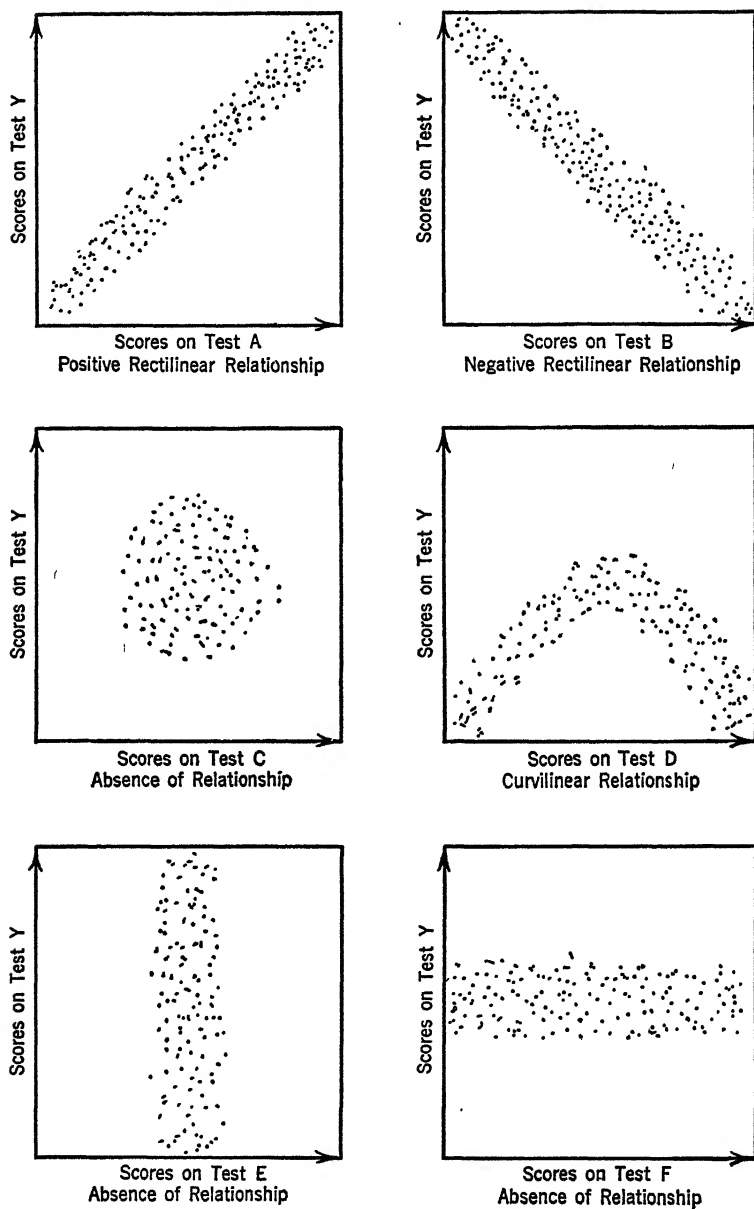 Scores on Test Y
Scores on Test A
Positive Rectilinear Relationship
Scores on Test Y
Scores on Test B
Negative Rectilinear Relationship
Scores on Test Y
Scores on Test C
Absence of Relationship
Scores on Test Y
Scores on Test D
Curvilinear Relationship
Scores on Test Y
Scores on Test E
Absence of Relationship
Scores on Test Y
Scores on Test F
Absence of Relationship